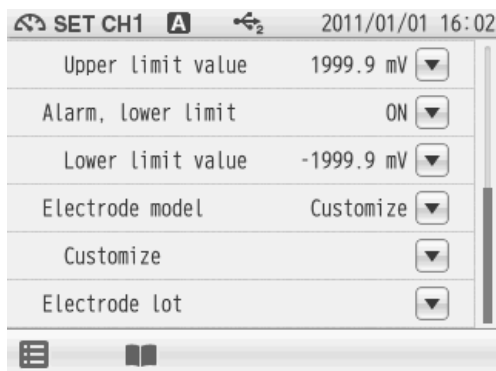 SET CH1 A 2 2011/01/01 16:02
Upper limit value 1999.9 mV
Alarm, lower limit ON
Lower limit value -1999.9 mV
Electrode model Customize
Customize
Electrode lot